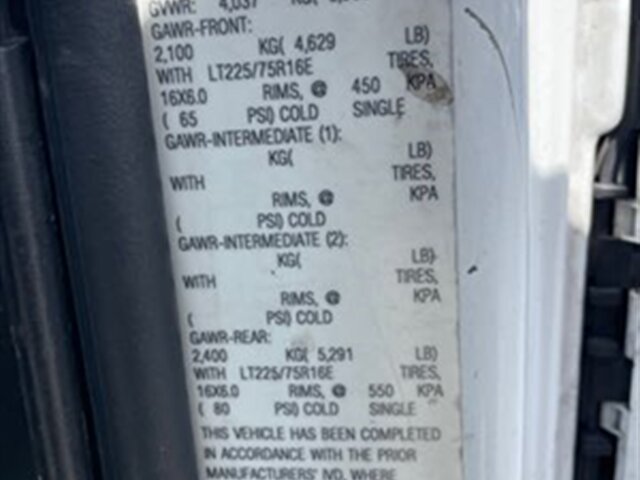 GVWR: 4,037 KG(
GAWR-FRONT:
2,100 KG( 4,629 LB)
WITH LT225/75R16E TIRES,
16X6.0 RIMS, @ 450 KPA
( 65 PSI) COLD SINGLE
GAWR-INTERMEDIATE (1):
KG( LB)
WITH TIRES,
RIMS, @ KPA
( PSI) COLD
GAWR-INTERMEDIATE (2):
KG( LB)
WITH TIRES,
RIMS, @ KPA
( PSI) COLD
GAWR-REAR:
2,400 KG( 5,291 LB)
WITH LT225/75R16E TIRES,
16X6.0 RIMS, @ 550 KPA
( 80 PSI) COLD SINGLE
THIS VEHICLE HAS BEEN COMPLETED
IN ACCORDANCE WITH THE PRIOR
MANUFACTURERS' IVD, WHERE